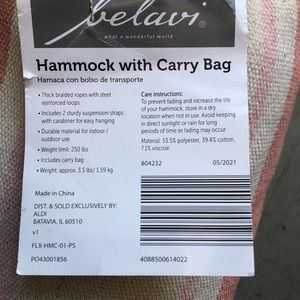 belavi®
what a wonderful world
Hammock with Carry Bag
Hamaca con bolso de transporte
• Thick braided ropes with steel
reinforced loops
• Includes 2 sturdy suspension straps
with carabiner for easy hanging
• Durable material for indoor /
outdoor use
• Weight limit: 250 lbs
• Includes carry bag
• Weight: approx. 3.5 lbs/ 1.59 kg
Care instructions:
To prevent fading and increase the life
of your hammock, store in a dry
location when not in use. Avoid keeping
in direct sunlight or rain for long
periods of time or fading may occur.
Material: 53.5% polyester, 39.4% cotton,
7.1% viscose
804232 05/2021
Made in China
DIST. & SOLD EXCLUSIVELY BY:
ALDI
BATAVIA, IL 60510
v1
FLX-HMC-01-PS
PO43001856
4088500614022